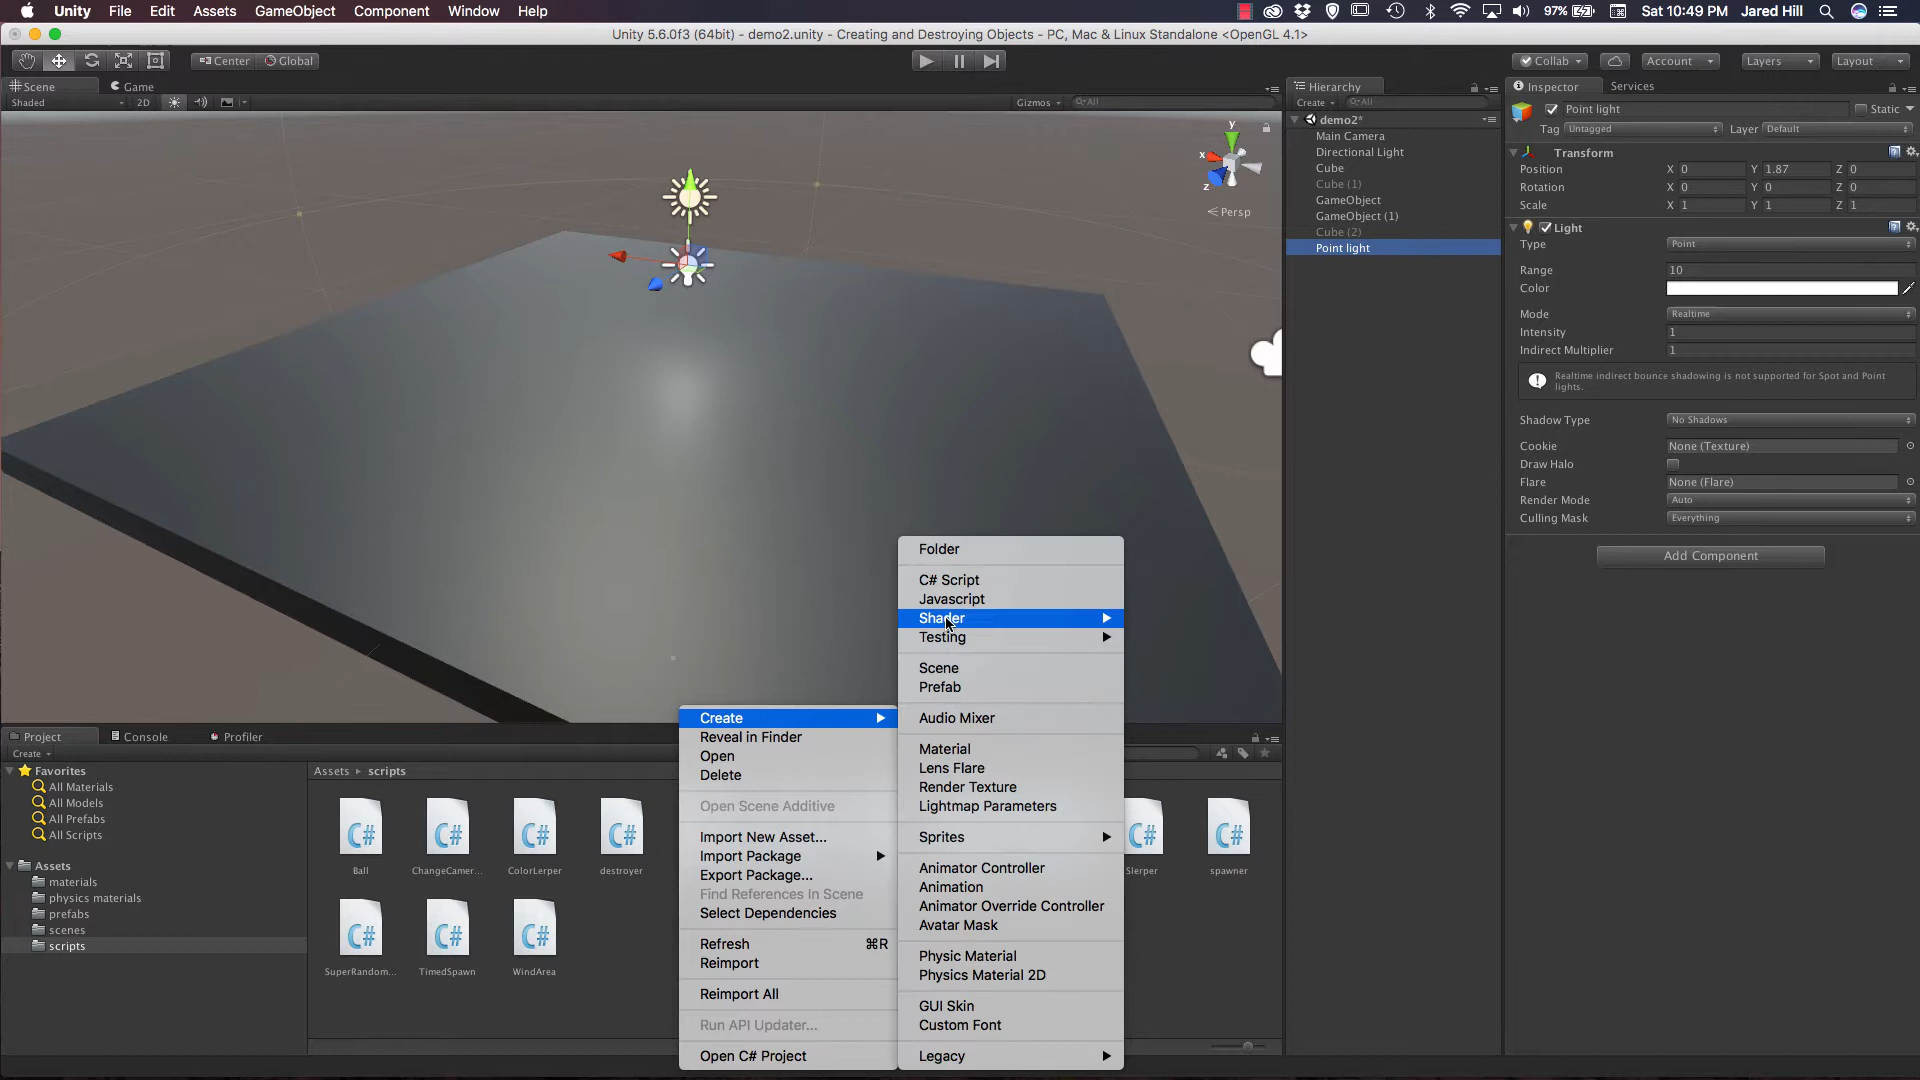 Unity File Edit Assets GameObject Component Window Help 97% Sat 10:49 PM Jared Hill
Unity 5.6.0f3 (64bit) - demo2.unity - Creating and Destroying Objects - PC, Mac & Linux Standalone <OpenGL 4.1>
Center Global Collab Account Layers Layout
Scene Game
Shaded 2D Gizmos All
y
x
z
Persp
Hierarchy
Create All
demo2*
Main Camera
Directional Light
Cube
Cube (1)
GameObject
GameObject (1)
Cube (2)
Point light
Inspector Services
Point light Static
Tag Untagged Layer Default
Transform
Position X 0 Y 1.87 Z 0
Rotation X 0 Y 0 Z 0
Scale X 1 Y 1 Z 1
Light
Type Point
Range 10
Color
Mode Realtime
Intensity 1
Indirect Multiplier 1
Realtime indirect bounce shadowing is not supported for Spot and Point
lights.
Shadow Type No Shadows
Cookie None (Texture)
Draw Halo
Flare None (Flare)
Render Mode Auto
Culling Mask Everything
Add Component
Folder
C# Script
Javascript
Shader
Testing
Scene
Prefab
Audio Mixer
Material
Lens Flare
Render Texture
Lightmap Parameters
Sprites
Animator Controller
Animation
Animator Override Controller
Avatar Mask
Physic Material
Physics Material 2D
GUI Skin
Custom Font
Legacy
Create
Reveal in Finder
Open
Delete
Open Scene Additive
Import New Asset...
Import Package
Export Package...
Find References In Scene
Select Dependencies
Refresh ⌘R
Reimport
Reimport All
Run API Updater...
Open C# Project
Project Console Profiler
Create
Favorites
All Materials
All Models
All Prefabs
All Scripts
Assets
materials
physics materials
prefabs
scenes
scripts
Assets scripts
C# C# C# C# C# C#
Ball ChangeCamer... ColorLerper destroyer Slerper spawner
C# C# C#
SuperRandom... TimedSpawn WindArea